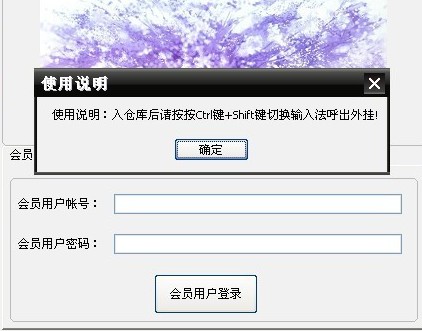 使用说明
使用说明：入仓库后请按按Ctrl键+Shift键切换输入法呼出外挂!
确定
会员
会员用户帐号：
会员用户密码：
会员用户登录